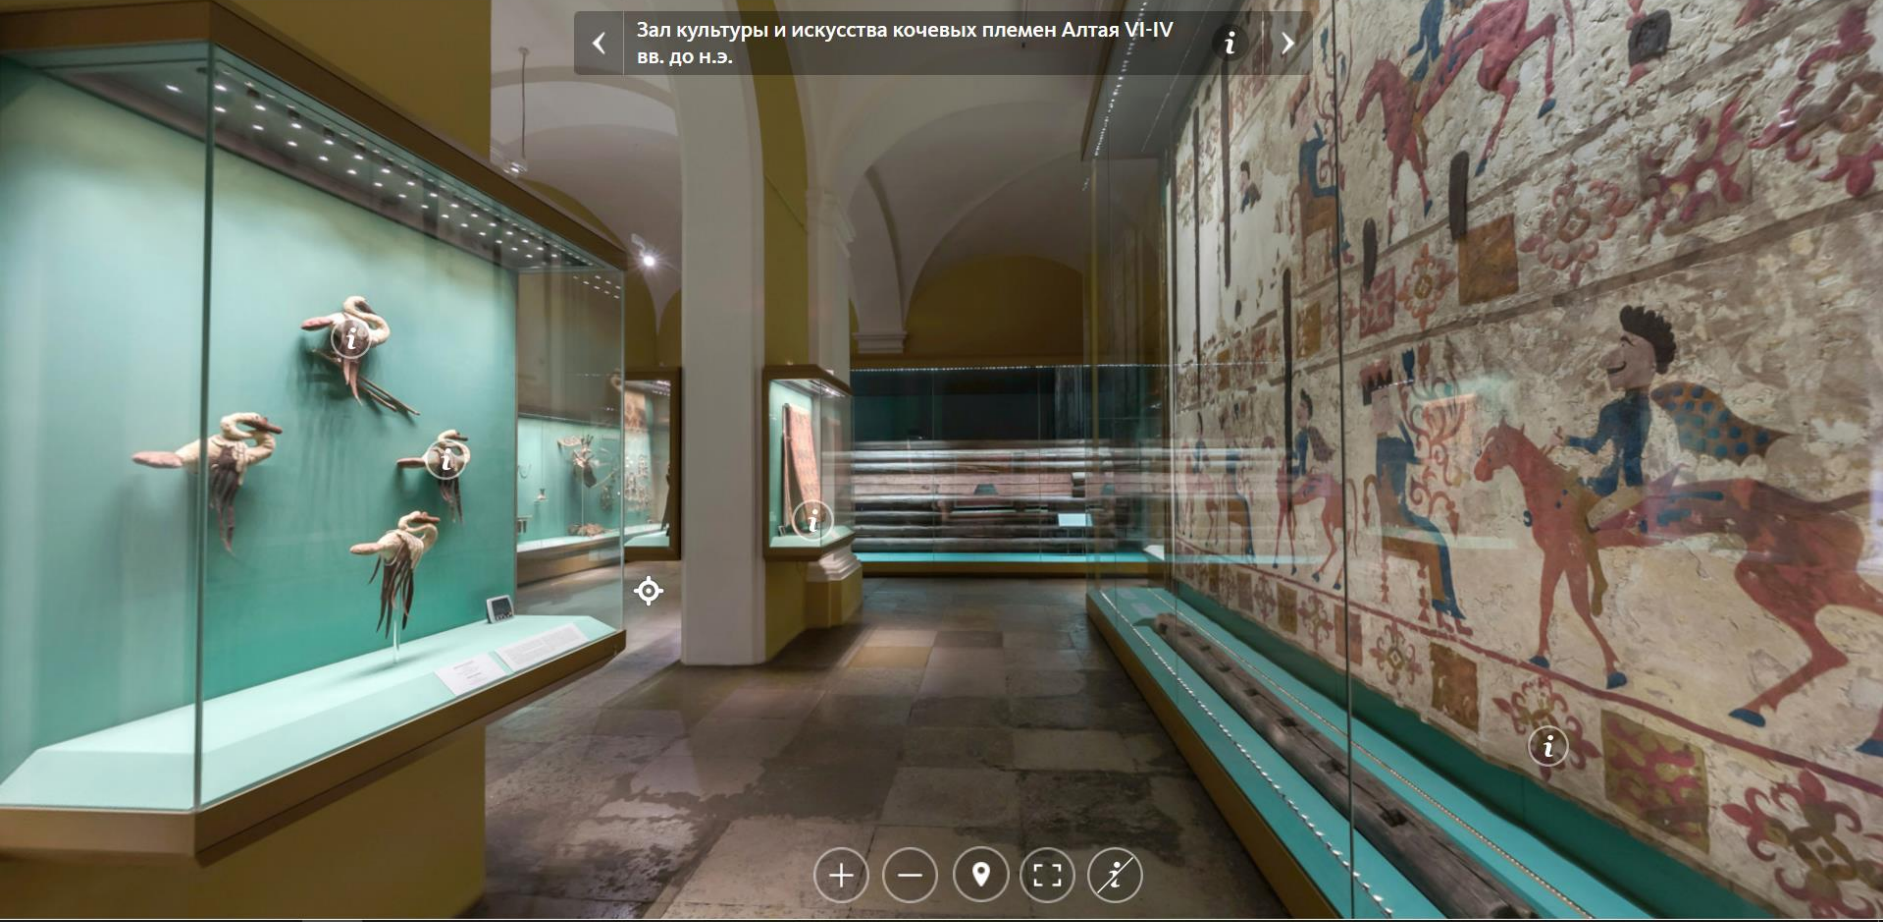 Зал культуры и искусства кочевых племен Алтая VI-IV
вв. до н.э.